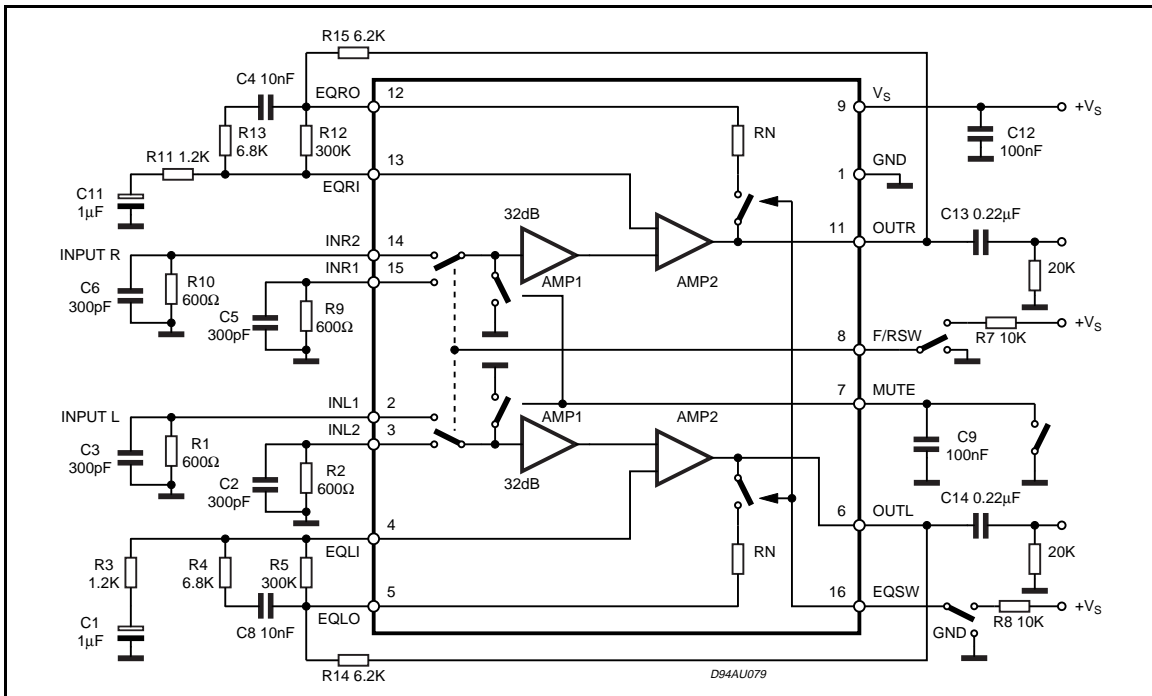 R15 6.2K
C4 10nF
EQRO
12
9
VS
+VS
R13
6.8K
R12
300K
RN
C12
100nF
R11 1.2K
13
EQRI
GND
1
C11
1µF
32dB
C13 0.22µF
INPUT R
INR2
14
11
OUTR
INR1
15
AMP1
AMP2
C6
300pF
R10
600Ω
C5
300pF
R9
600Ω
20K
+VS
8
F/RSW
R7 10K
7
MUTE
INPUT L
INL1
2
AMP1
AMP2
INL2
3
C3
300pF
R1
600Ω
C2
300pF
R2
600Ω
32dB
C9
100nF
C14 0.22µF
4
6
OUTL
EQLI
R3
1.2K
R4
6.8K
R5
300K
RN
20K
5
EQLO
16
EQSW
+VS
C1
1µF
C8 10nF
GND
R8 10K
R14 6.2K
D94AU079